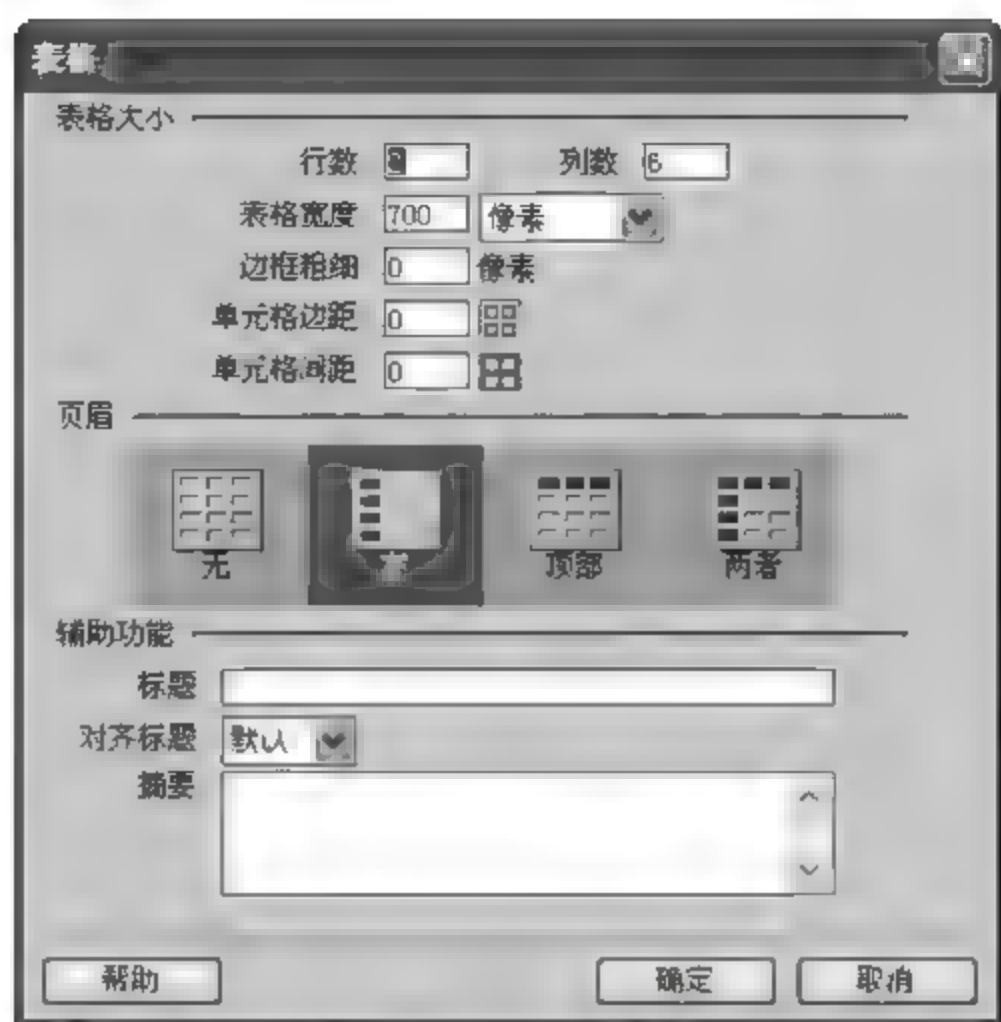 表格
表格大小
行数 列数 6
表格宽度 700 像素
边框粗细 0 像素
单元格边距 0
单元格间距 0
页眉
无 顶部 两者
辅助功能
标题
对齐标题 默认
摘要
帮助 确定 取消